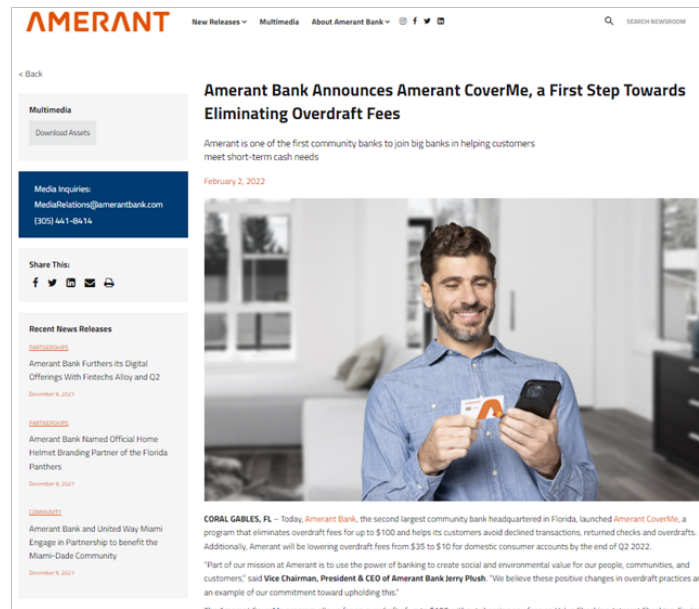 AMERANT
New Releases
Multimedia
About Amerant Bank
SEARCH NEWSROOM
< Back
Multimedia
Download Assets
Media Inquiries:
MediaRelations@amerantbank.com
(305) 441-8414
Share This:
Recent News Releases
PARTNERSHIPS
Amerant Bank Furthers its Digital
Offerings With Fintechs Alloy and Q2
December 9, 2021
PARTNERSHIPS
Amerant Bank Named Official Home
Helmet Branding Partner of the Florida
Panthers
December 6, 2021
COMMUNITY
Amerant Bank and United Way Miami
Engage in Partnership to benefit the
Miami-Dade Community
Amerant Bank Announces Amerant CoverMe, a First Step Towards
Eliminating Overdraft Fees
Amerant is one of the first community banks to join big banks in helping customers
meet short-term cash needs
February 2, 2022
CORAL GABLES, FL – Today, Amerant Bank, the second largest community bank headquartered in Florida, launched Amerant CoverMe, a
program that eliminates overdraft fees for up to $100 and helps its customers avoid declined transactions, returned checks and overdrafts.
Additionally, Amerant will be lowering overdraft fees from $35 to $10 for domestic consumer accounts by the end of Q2 2022.
"Part of our mission at Amerant is to use the power of banking to create social and environmental value for our people, communities, and
customers," said Vice Chairman, President & CEO of Amerant Bank Jerry Plush. "We believe these positive changes in overdraft practices a
an example of our commitment toward upholding this."